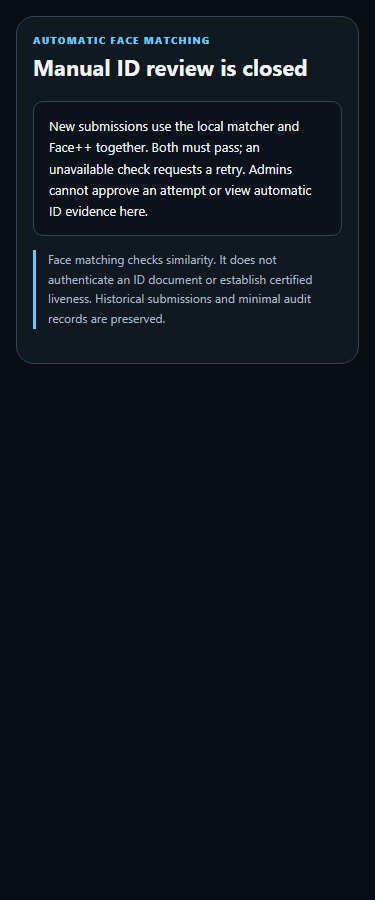 AUTOMATIC FACE MATCHING
Manual ID review is closed
New submissions use the local matcher and
Face++ together. Both must pass; an
unavailable check requests a retry. Admins
cannot approve an attempt or view automatic
ID evidence here.
Face matching checks similarity. It does not
authenticate an ID document or establish certified
liveness. Historical submissions and minimal audit
records are preserved.